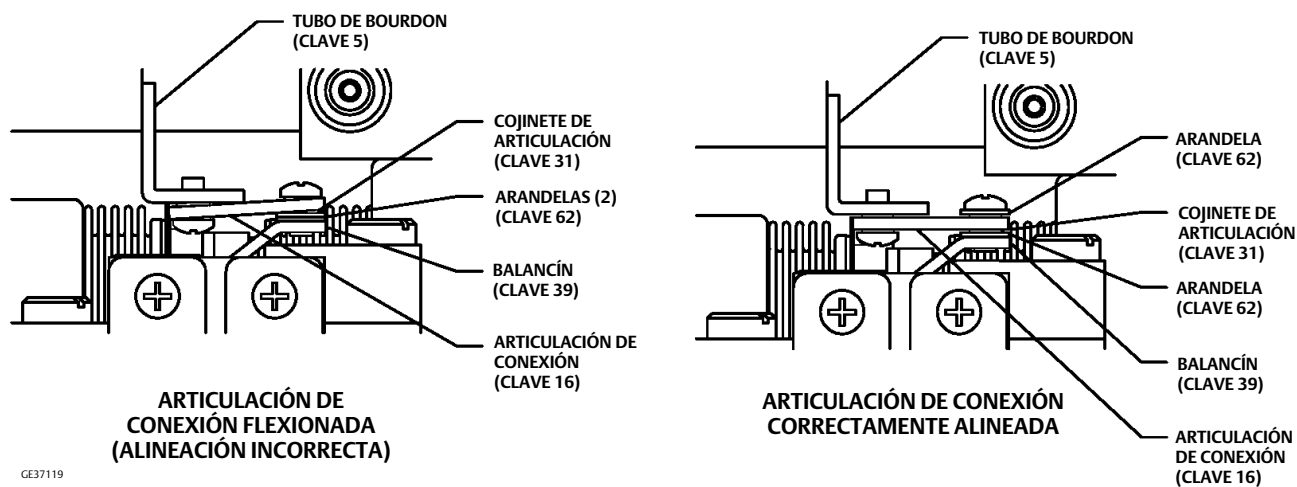 TUBO DE BOURDON
(CLAVE 5)
COJINETE DE
ARTICULACIÓN
(CLAVE 31)
ARANDELAS (2)
(CLAVE 62)
BALANCÍN
(CLAVE 39)
ARTICULACIÓN DE
CONEXIÓN
(CLAVE 16)
ARTICULACIÓN DE
CONEXIÓN FLEXIONADA
(ALINEACIÓN INCORRECTA)
GE37119
TUBO DE BOURDON
(CLAVE 5)
ARANDELA
(CLAVE 62)
COJINETE DE
ARTICULACIÓN
(CLAVE 31)
ARANDELA
(CLAVE 62)
BALANCÍN
(CLAVE 39)
ARTICULACIÓN
DE CONEXIÓN
(CLAVE 16)
ARTICULACIÓN DE CONEXIÓN
CORRECTAMENTE ALINEADA